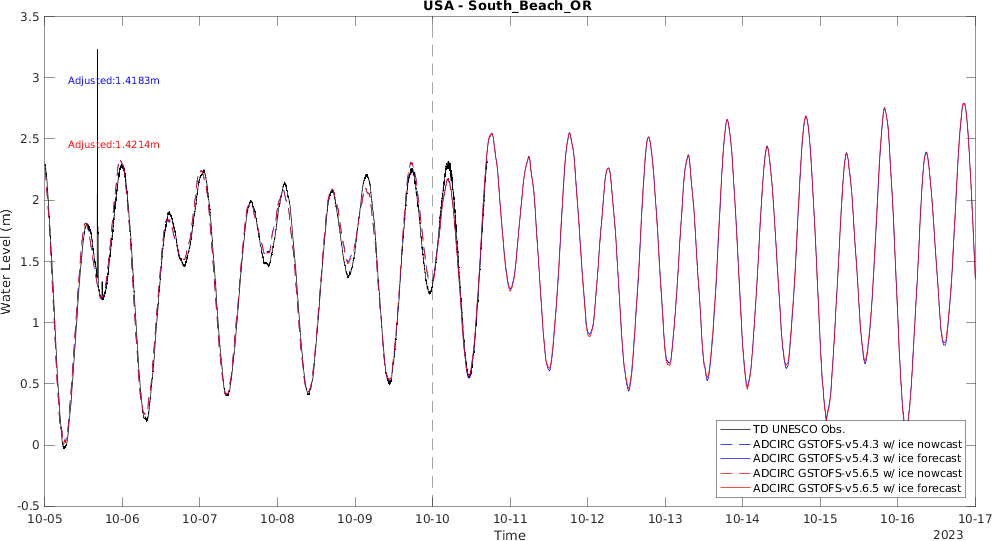 USA - South_Beach_OR
3.5
3
2.5
2
1.5
1
0.5
0
-0.5
Water Level (m)
Adjusted:1.4183m
Adjusted:1.4214m
TD UNESCO Obs.
ADCIRC GSTOFS-v5.4.3 w/ ice nowcast
ADCIRC GSTOFS-v5.4.3 w/ ice forecast
ADCIRC GSTOFS-v5.6.5 w/ ice nowcast
ADCIRC GSTOFS-v5.6.5 w/ ice forecast
10-05 10-06 10-07 10-08 10-09 10-10 10-11 10-12 10-13 10-14 10-15 10-16 10-17
Time
2023